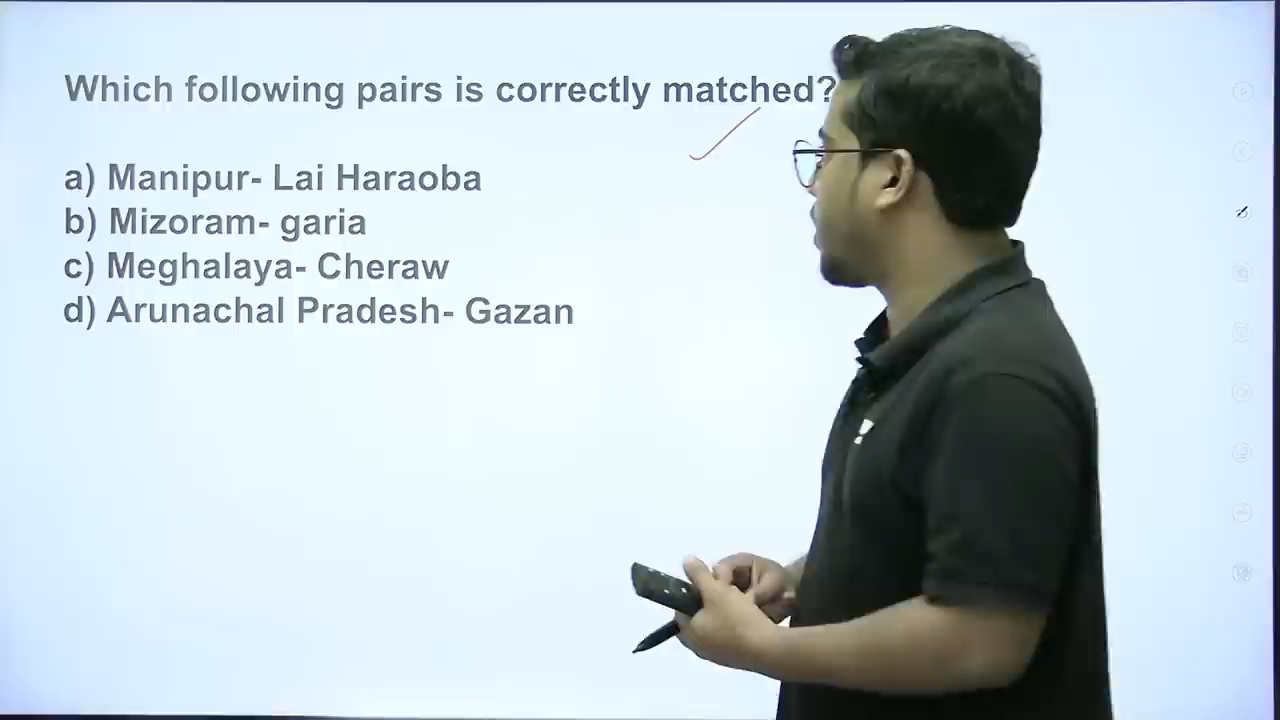 Which following pairs is correctly matched?
a) Manipur- Lai Haraoba
b) Mizoram- garia
c) Meghalaya- Cheraw
d) Arunachal Pradesh- Gazan